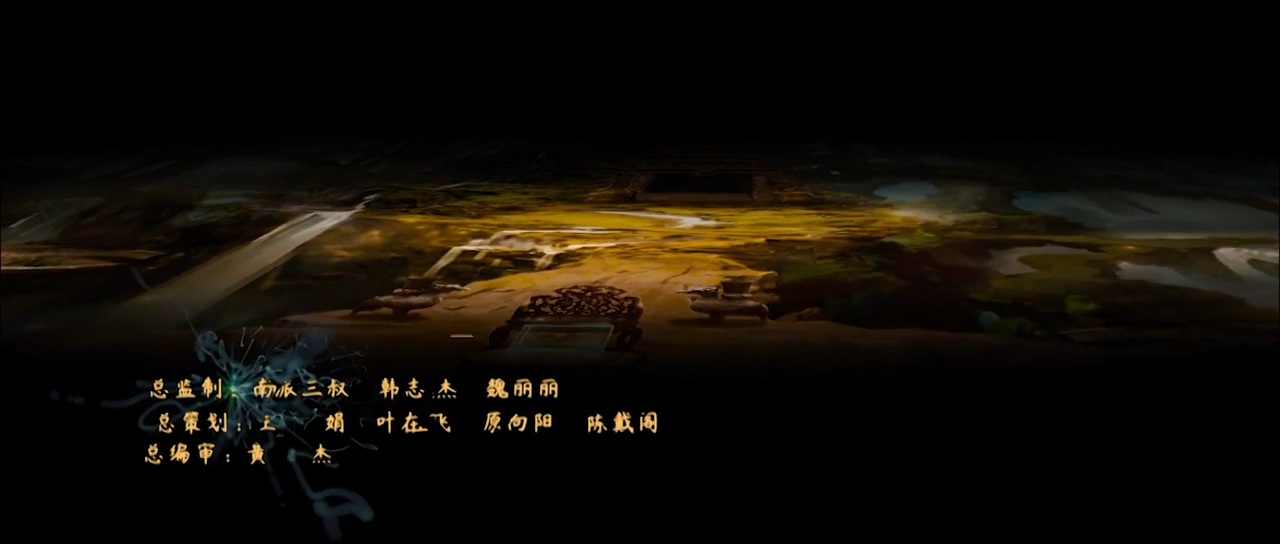 总监制：南派三叔 韩志杰 魏丽丽
总策划：王 娟 叶在飞 原向阳 陈戴阁
总编审：黄 杰